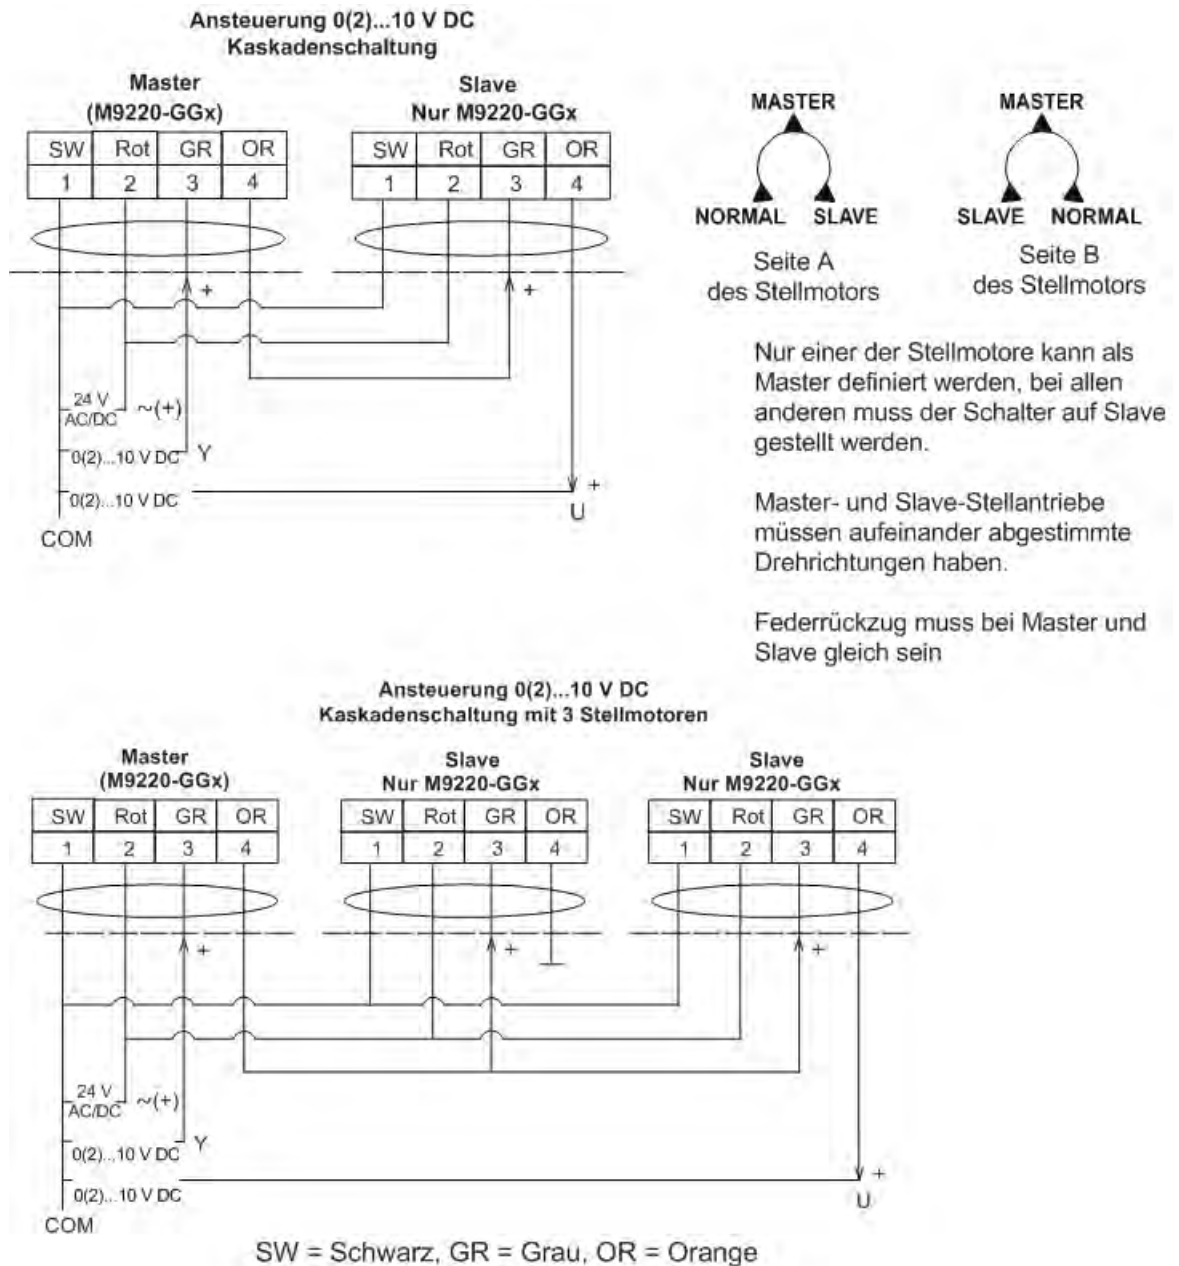 Ansteuerung 0(2)...10 V DC
Kaskadenschaltung
Master
(M9220-GGx)
Slave
Nur M9220-GGx
SW Rot GR OR
1 2 3 4
SW Rot GR OR
1 2 3 4
+
+
24 V
AC/DC
~(+)
0(2)...10 V DC
Y
0(2)...10 V DC
+
U
COM
MASTER
NORMAL SLAVE
Seite A
des Stellmotors
MASTER
SLAVE NORMAL
Seite B
des Stellmotors
Nur einer der Stellmotore kann als
Master definiert werden, bei allen
anderen muss der Schalter auf Slave
gestellt werden.
Master- und Slave-Stellantriebe
müssen aufeinander abgestimmte
Drehrichtungen haben.
Federrückzug muss bei Master und
Slave gleich sein
Ansteuerung 0(2)...10 V DC
Kaskadenschaltung mit 3 Stellmotoren
Master
(M9220-GGx)
Slave
Nur M9220-GGx
Slave
Nur M9220-GGx
SW Rot GR OR
1 2 3 4
SW Rot GR OR
1 2 3 4
SW Rot GR OR
1 2 3 4
+
+
+
24 V
AC/DC
~(+)
0(2)...10 V DC
Y
0(2)...10 V DC
+
U
COM
SW = Schwarz, GR = Grau, OR = Orange